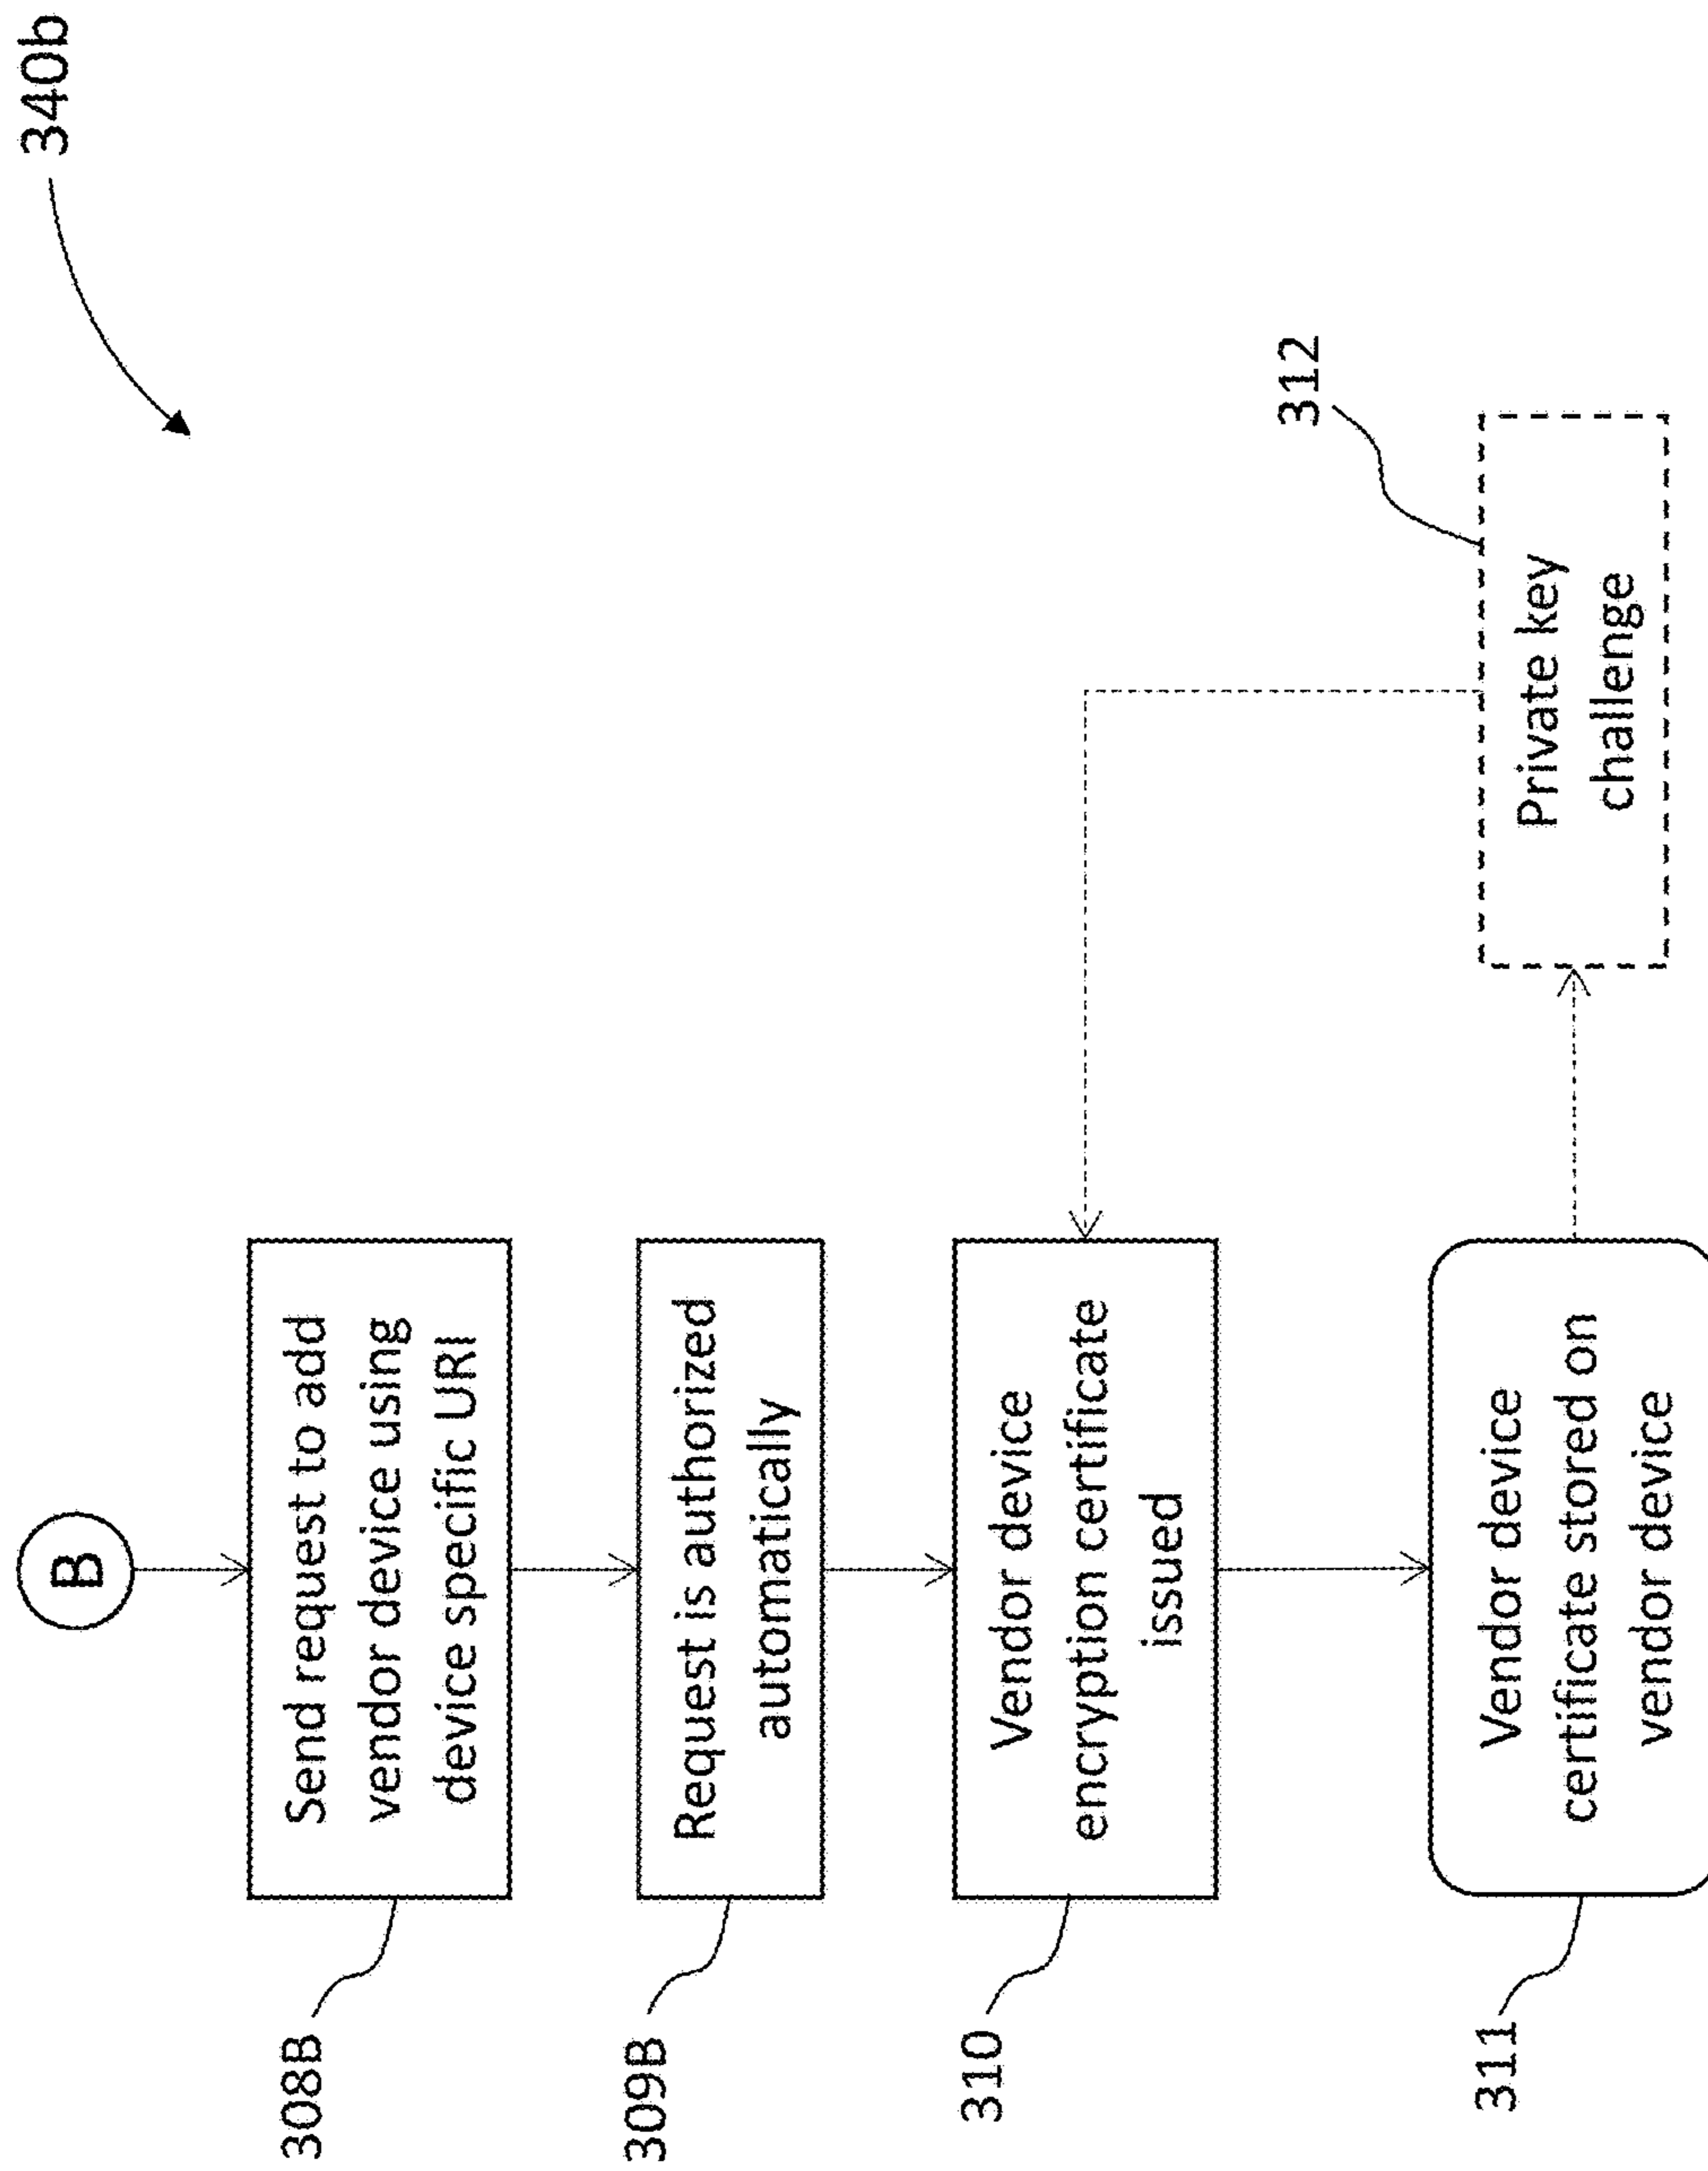 340b
B
308B
Send request to add
vendor device using
device specific URI
309B
Request is authorized
automatically
310
Vendor device
encryption certificate
issued
311
Vendor device
certificate stored on
vendor device
312
Private key
challenge